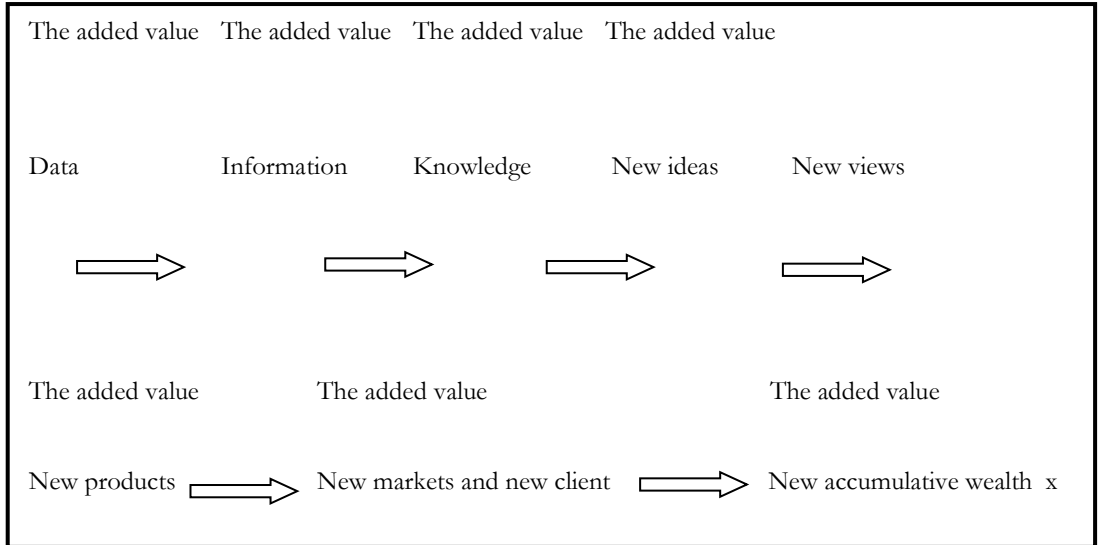 The added value The added value The added value The added value
Data Information Knowledge New ideas New views
The added value The added value The added value
New products New markets and new client New accumulative wealth x